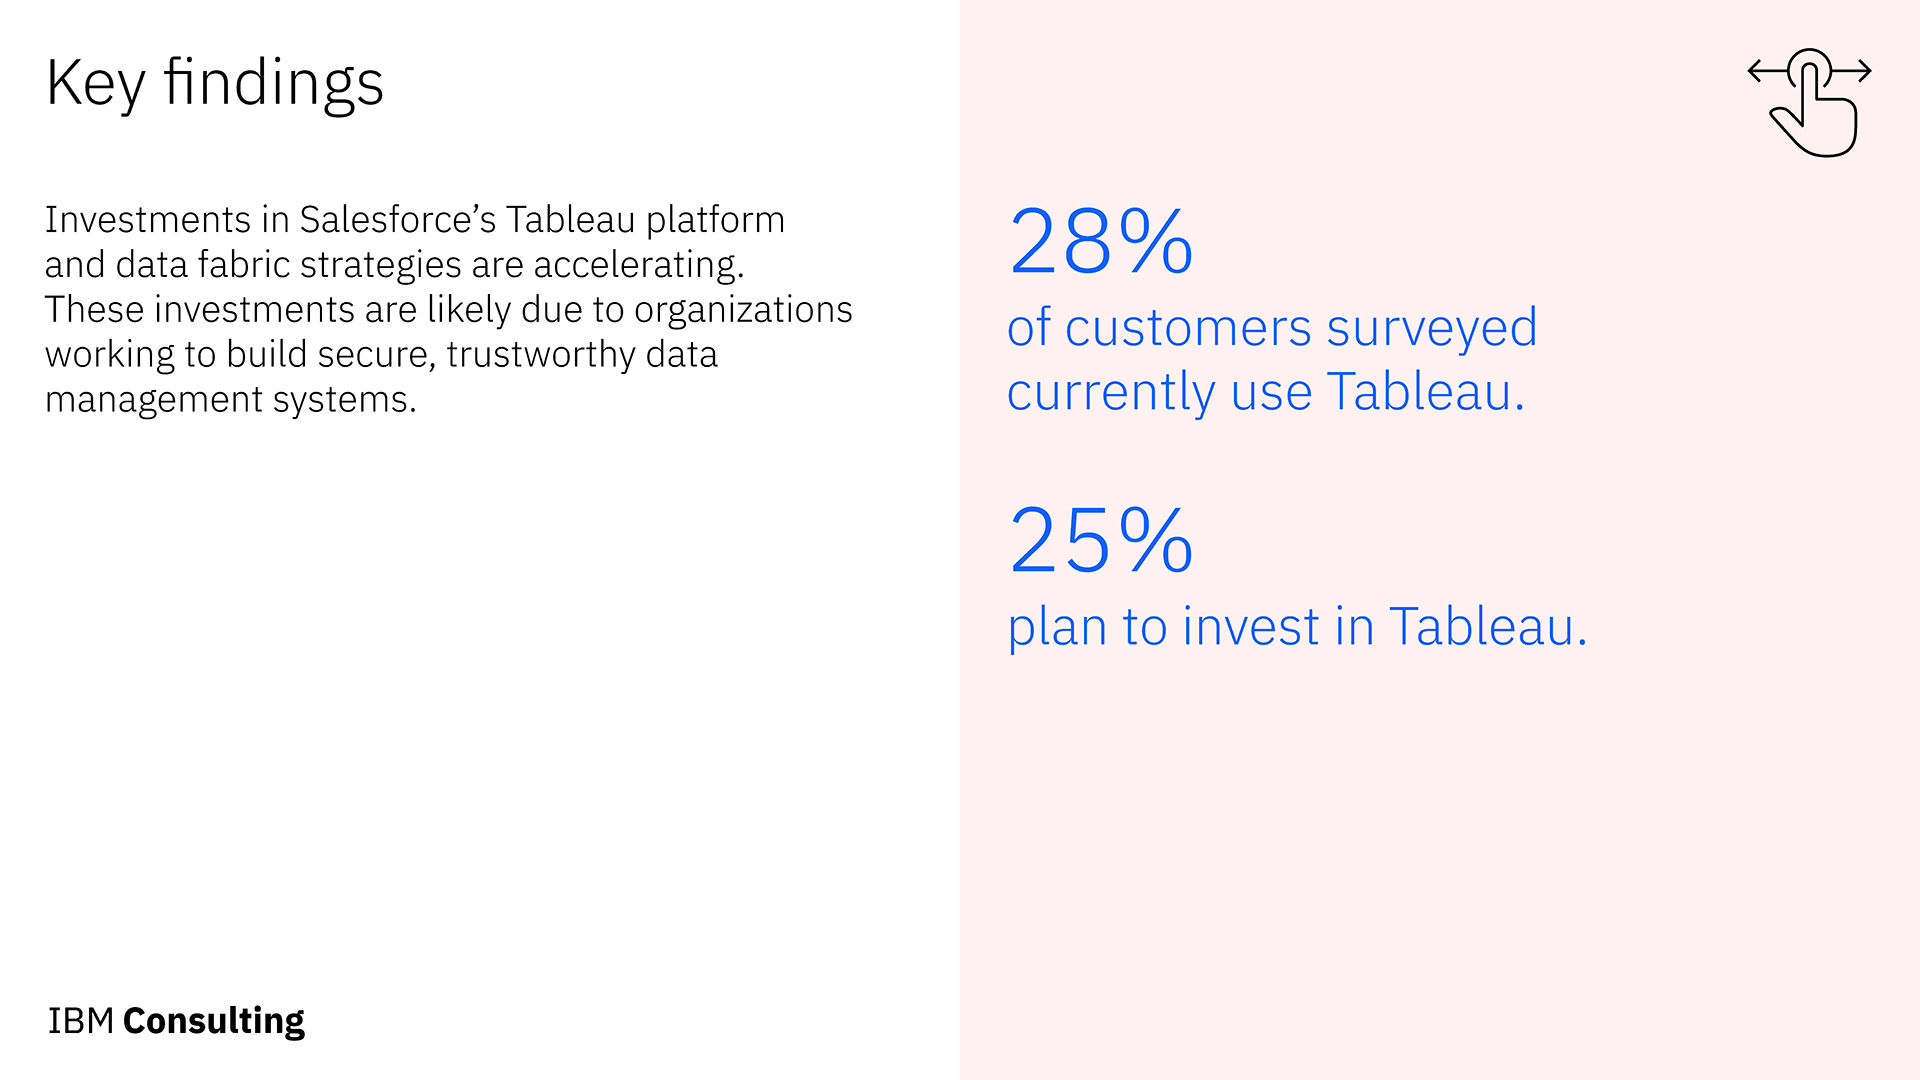 Key findings
Investments in Salesforce’s Tableau platform
and data fabric strategies are accelerating.
These investments are likely due to organizations
working to build secure, trustworthy data
management systems.
28%
of customers surveyed
currently use Tableau.
25%
plan to invest in Tableau.
IBM Consulting